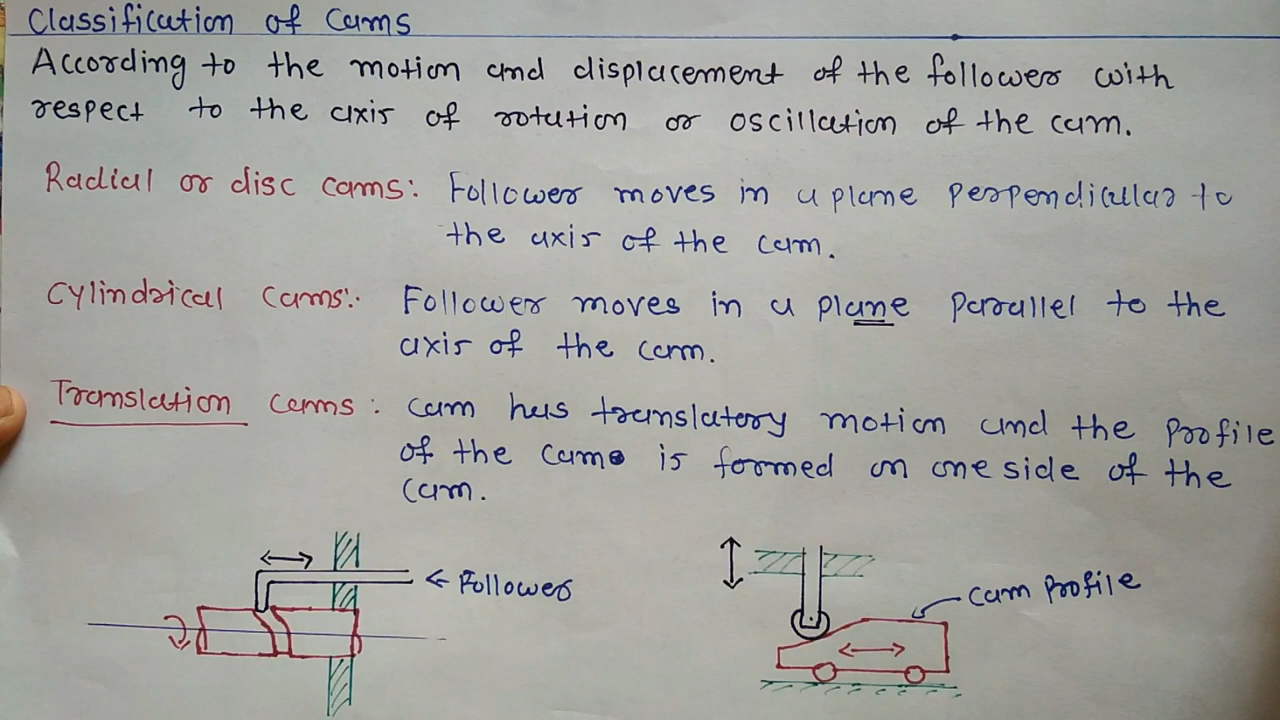 Classification of Cams
According to the motion and displacement of the follower with
respect to the axis of rotation or oscillation of the cam.
Radial or disc cams: Follower moves in a plane perpendicular to
the axis of the cam.
Cylindrical cams: Follower moves in a plane parallel to the
axis of the cam.
Translation cams: cam has translatory motion and the profile
of the cam is formed on one side of the
cam.
Follower
cam profile